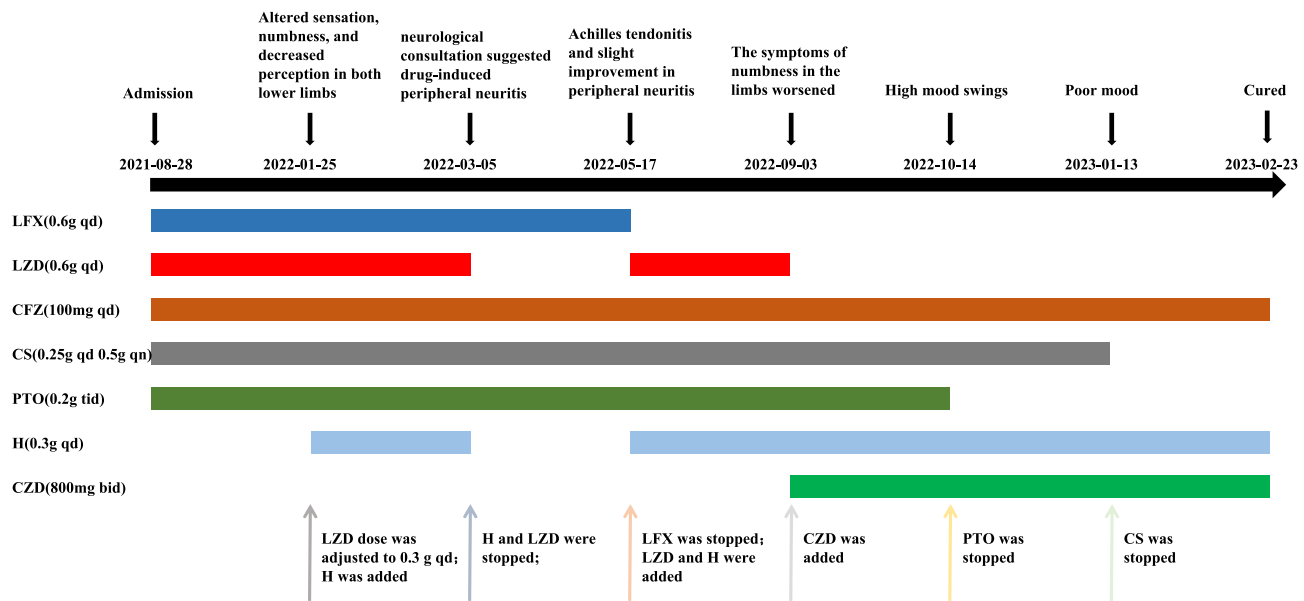 Admission
Altered sensation,
numbness, and
decreased
perception in both
lower limbs
neurological
consultation suggested
drug-induced
peripheral neuritis
Achilles tendonitis
and slight
improvement in
peripheral neuritis
The symptoms of
numbness in the
limbs worsened
High mood swings
Poor mood
Cured
2021-08-28
2022-01-25
2022-03-05
2022-05-17
2022-09-03
2022-10-14
2023-01-13
2023-02-23
LFX(0.6g qd)
LZD(0.6g qd)
CFZ(100mg qd)
CS(0.25g qd 0.5g qn)
PTO(0.2g tid)
H(0.3g qd)
CZD(800mg bid)
LZD dose was
adjusted to 0.3 g qd;
H was added
H and LZD were
stopped;
LFX was stopped;
LZD and H were
added
CZD was
added
PTO was
stopped
CS was
stopped